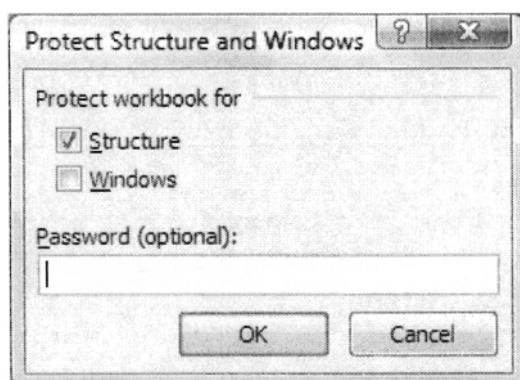 Protect Structure and Windows ?
Protect workbook for
Structure
Windows
Password (optional):
OK Cancel